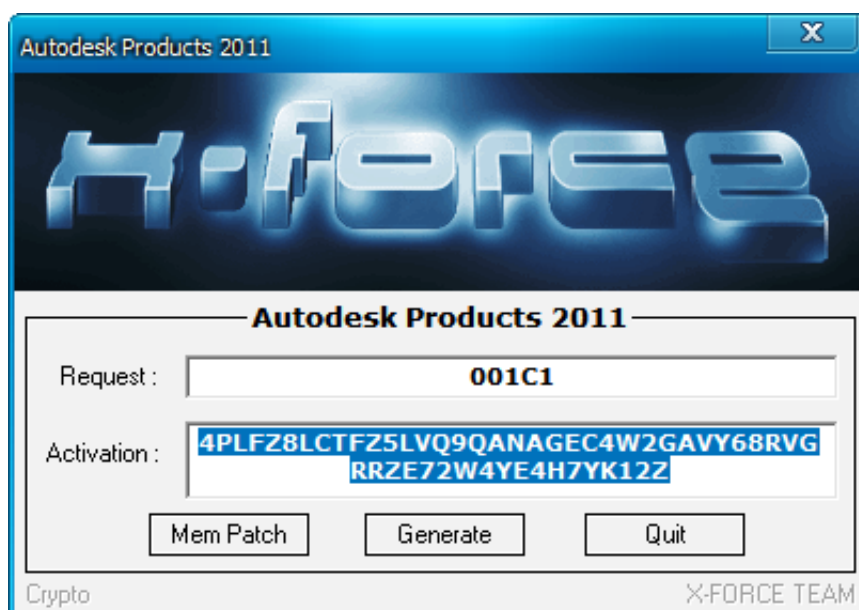 Autodesk Products 2011
X
x-force
Autodesk Products 2011
Request : 001C1
Activation : 4PLFZ8LCTFZ5LVQ9QANAGEC4W2GAVY68RVG
RRZE72W4YE4H7YK12Z
Mem Patch Generate Quit
Crypto X-FORCE TEAM